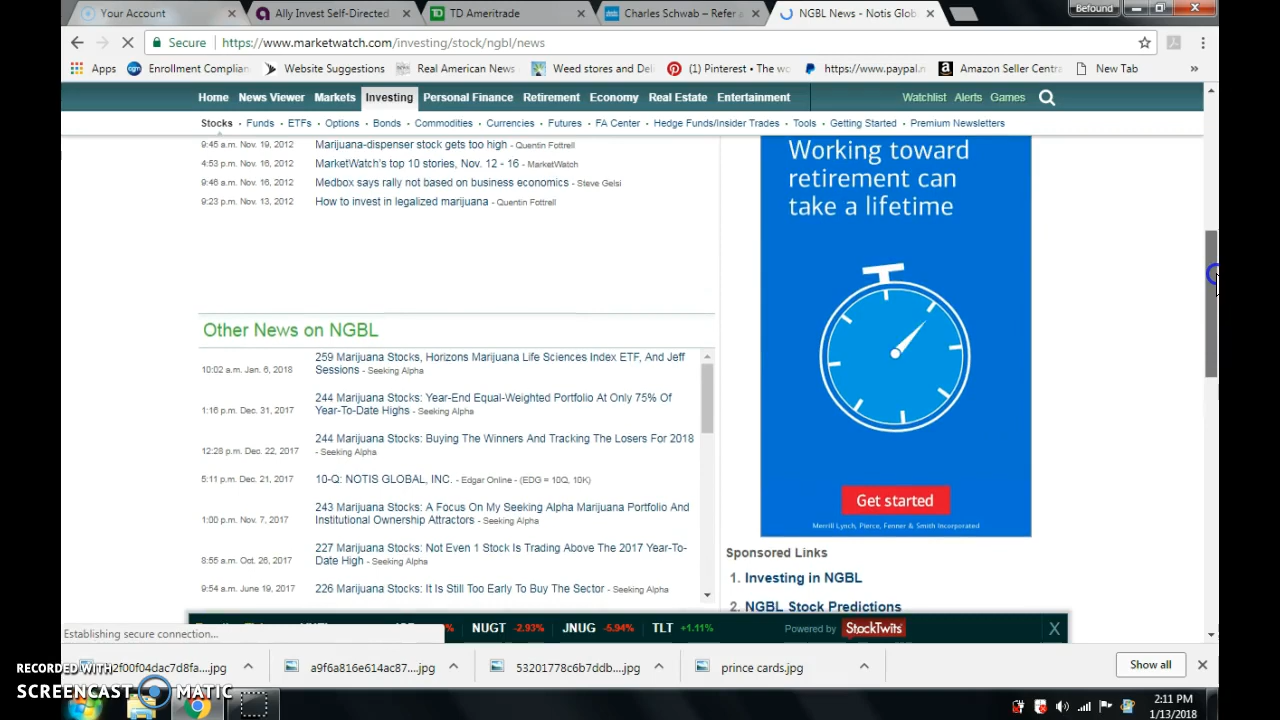 Your Account
Ally Invest Self-Directed
TD Ameritrade
Charles Schwab – Refer a
NGBL News - Notis Glob
Befound
Secure
https://www.marketwatch.com/investing/stock/ngbl/news
Apps
Enrollment Complian
Website Suggestions
Real American News
Weed stores and Del
Pinterest • The wo
https://www.paypal.n
Amazon Seller Centra
New Tab
»
Home News Viewer Markets Investing Personal Finance Retirement Economy Real Estate Entertainment
Watchlist Alerts Games
Stocks • Funds • ETFs • Options • Bonds • Commodities • Currencies • Futures • FA Center • Hedge Funds/Insider Trades • Tools • Getting Started • Premium Newsletters
9:45 a.m. Nov. 19, 2012 Marijuana-dispenser stock gets too high - Quentin Fottrell
4:53 p.m. Nov. 16, 2012 MarketWatch's top 10 stories, Nov. 12 - 16 - MarketWatch
9:46 a.m. Nov. 16, 2012 Medbox says rally not based on business economics - Steve Gelsi
9:23 p.m. Nov. 13, 2012 How to invest in legalized marijuana - Quentin Fottrell
Working toward
retirement can
take a lifetime
Get started
Merrill Lynch, Pierce, Fenner & Smith Incorporated
Other News on NGBL
259 Marijuana Stocks, Horizons Marijuana Life Sciences Index ETF, And Jeff
10:02 a.m. Jan. 6, 2018 Sessions - Seeking Alpha
244 Marijuana Stocks: Year-End Equal-Weighted Portfolio At Only 75% Of
1:16 p.m. Dec. 31, 2017 Year-To-Date Highs - Seeking Alpha
244 Marijuana Stocks: Buying The Winners And Tracking The Losers For 2018
12:28 p.m. Dec. 22, 2017 - Seeking Alpha
5:11 p.m. Dec. 21, 2017 10-Q: NOTIS GLOBAL, INC. - Edgar Online - (EDG = 10Q, 10K)
243 Marijuana Stocks: A Focus On My Seeking Alpha Marijuana Portfolio And
1:00 p.m. Nov. 7, 2017 Institutional Ownership Attractors - Seeking Alpha
227 Marijuana Stocks: Not Even 1 Stock Is Trading Above The 2017 Year-To-
8:55 a.m. Oct. 26, 2017 Date High - Seeking Alpha
9:54 a.m. June 19, 2017 226 Marijuana Stocks: It Is Still Too Early To Buy The Sector - Seeking Alpha
Sponsored Links
1. Investing in NGBL
2. NGBL Stock Predictions
% NUGT -2.93% JNUG -5.94% TLT +1.11%
Powered by StockTwits X
Establishing secure connection...
2f00f04dac7d8fa....jpg
a9f6a816e614ac87....jpg
53201778c6b7ddb....jpg
prince cards.jpg
Show all
RECORDED WITH
SCREENCAST MATIC
2:11 PM
1/13/2018